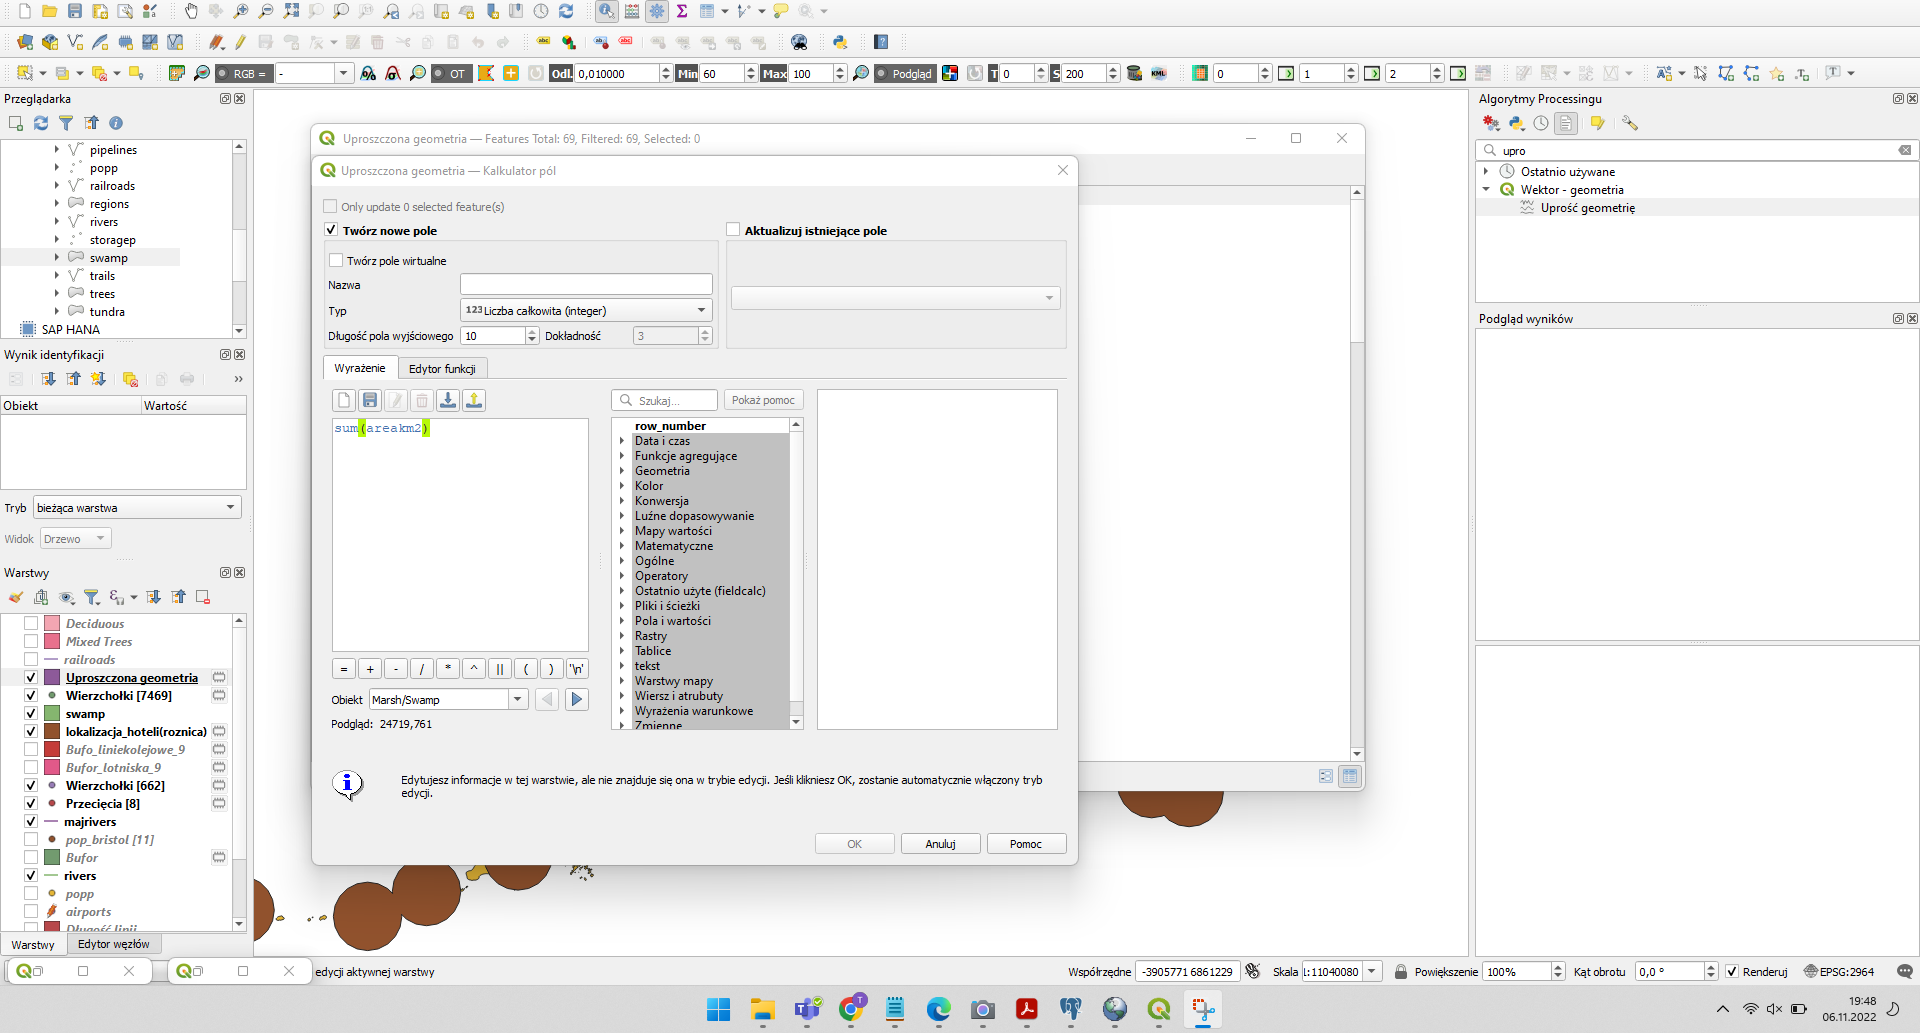 RGB =
-
OT
Odl.
0,010000
Min
60
Max
100
Podgląd
T
0
S
200
KML
0
1
2
Przeglądarka
pipelines
popp
railroads
regions
rivers
storagep
swamp
trails
trees
tundra
SAP HANA
Wynik identyfikacji
Obiekt
Wartość
Tryb
bieżąca warstwa
Widok
Drzewo
Warstwy
Deciduous
Mixed Trees
railroads
Uproszczona geometria
Wierzchołki [7469]
swamp
lokalizacja_hoteli(roznica)
Bufo_liniekolejowe_9
Bufor_lotniska_9
Wierzchołki [662]
Przecięcia [8]
majrivers
pop_bristol [11]
Bufor
rivers
popp
airports
Długość linii
Warstwy
Edytor węzłów
Uproszczona geometria — Features Total: 69, Filtered: 69, Selected: 0
Uproszczona geometria — Kalkulator pól
Only update 0 selected feature(s)
Twórz nowe pole
Aktualizuj istniejące pole
Twórz pole wirtualne
Nazwa
Typ
123 Liczba całkowita (integer)
Długość pola wyjściowego
10
Dokładność
3
Wyrażenie
Edytor funkcji
Szukaj...
Pokaż pomoc
sum(areakm2)
row_number
Data i czas
Funkcje agregujące
Geometria
Kolor
Konwersja
Luźne dopasowywanie
Mapy wartości
Matematyczne
Ogólne
Operatory
Ostatnio użyte (fieldcalc)
Pliki i ścieżki
Pola i wartości
Rastry
Tablice
tekst
Warstwy mapy
Wiersz i atrubuty
Wyrażenia warunkowe
Zmienne
= + - / * ^ || ( ) '\n'
Obiekt
Marsh/Swamp
Podgląd: 24719,761
Edytujesz informacje w tej warstwie, ale nie znajduje się ona w trybie edycji. Jeśli klikniesz OK, zostanie automatycznie włączony tryb
edycji.
OK
Anuluj
Pomoc
Algorytmy Processingu
upro
Ostatnio używane
Wektor - geometria
Uprość geometrię
Podgląd wyników
edycji aktywnej warstwy
Współrzędne
-3905771 6861229
Skala
1:11040080
Powiększenie
100%
Kąt obrotu
0,0 °
Renderuj
EPSG:2964
19:48
06.11.2022